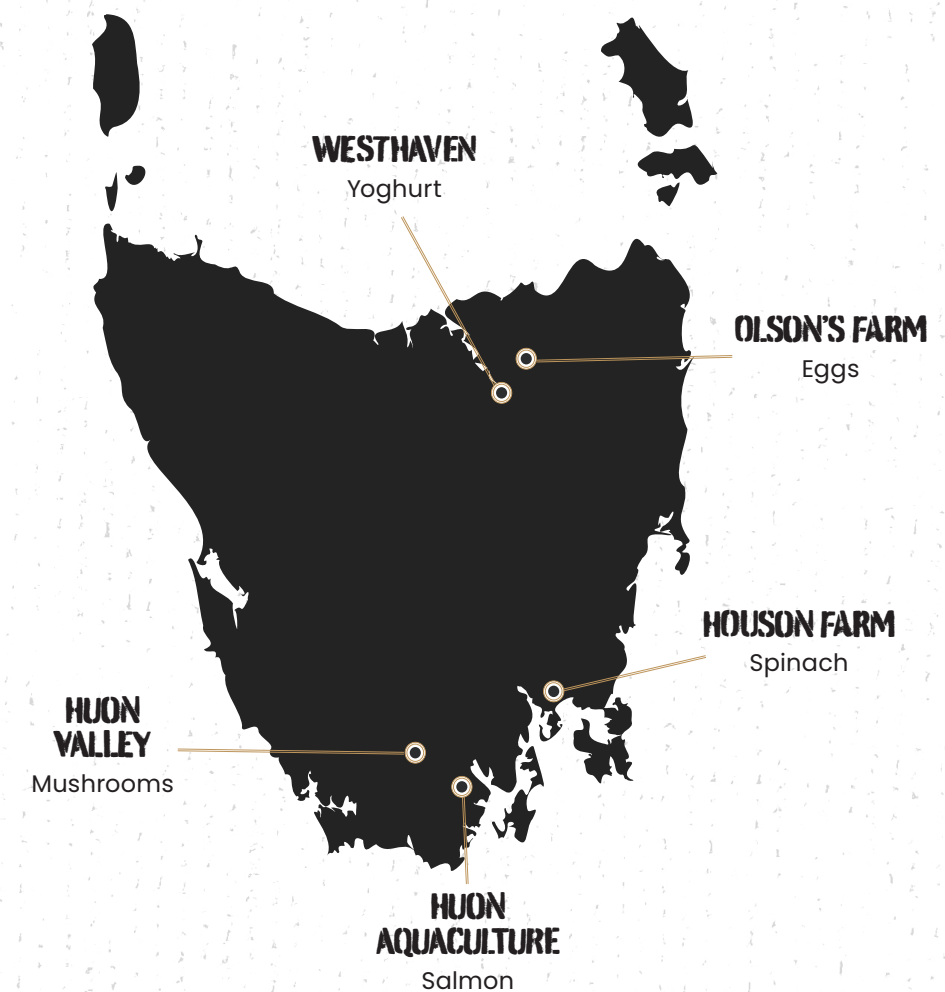 WESTHAVEN
Yoghurt
OLSON'S FARM
Eggs
HOUSON FARM
Spinach
HUON
VALLEY
Mushrooms
HUON
AQUACULTURE
Salmon